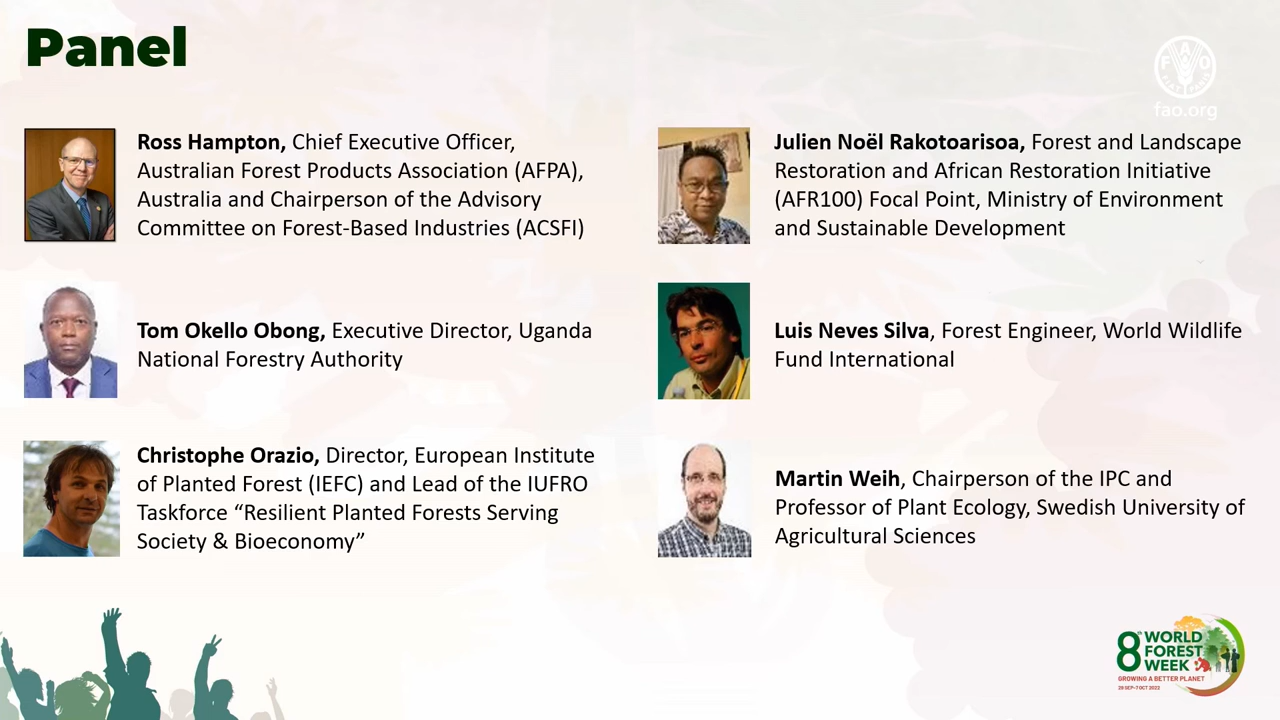 Panel
FAO
FIAT PANIS
fao.org
Ross Hampton, Chief Executive Officer,
Australian Forest Products Association (AFPA),
Australia and Chairperson of the Advisory
Committee on Forest-Based Industries (ACSFI)
Tom Okello Obong, Executive Director, Uganda
National Forestry Authority
Christophe Orazio, Director, European Institute
of Planted Forest (IEFC) and Lead of the IUFRO
Taskforce “Resilient Planted Forests Serving
Society & Bioeconomy”
Julien Noël Rakotoarisoa, Forest and Landscape
Restoration and African Restoration Initiative
(AFR100) Focal Point, Ministry of Environment
and Sustainable Development
Luis Neves Silva, Forest Engineer, World Wildlife
Fund International
Martin Weih, Chairperson of the IPC and
Professor of Plant Ecology, Swedish University of
Agricultural Sciences
8th WORLD
FOREST
WEEK
GROWING A BETTER PLANET